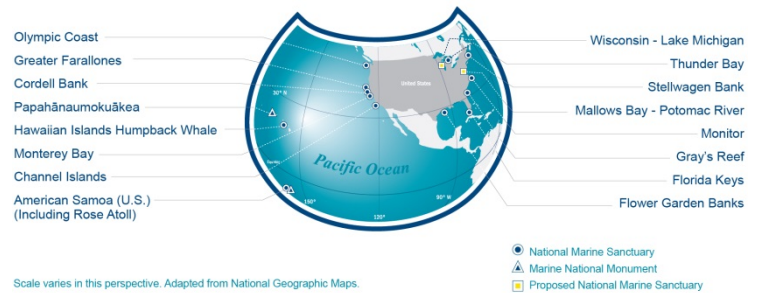 Olympic Coast
Greater Farallones
Cordell Bank
Papahānaumokuākea
Hawaiian Islands Humpback Whale
Monterey Bay
Channel Islands
American Samoa (U.S.)
(Including Rose Atoll)
United States
30° N
Pacific Ocean
150°
120°
90° N
Wisconsin - Lake Michigan
Thunder Bay
Stellwagen Bank
Mallows Bay - Potomac River
Monitor
Gray's Reef
Florida Keys
Flower Garden Banks
National Marine Sanctuary
Marine National Monument
Proposed National Marine Sanctuary
Scale varies in this perspective. Adapted from National Geographic Maps.